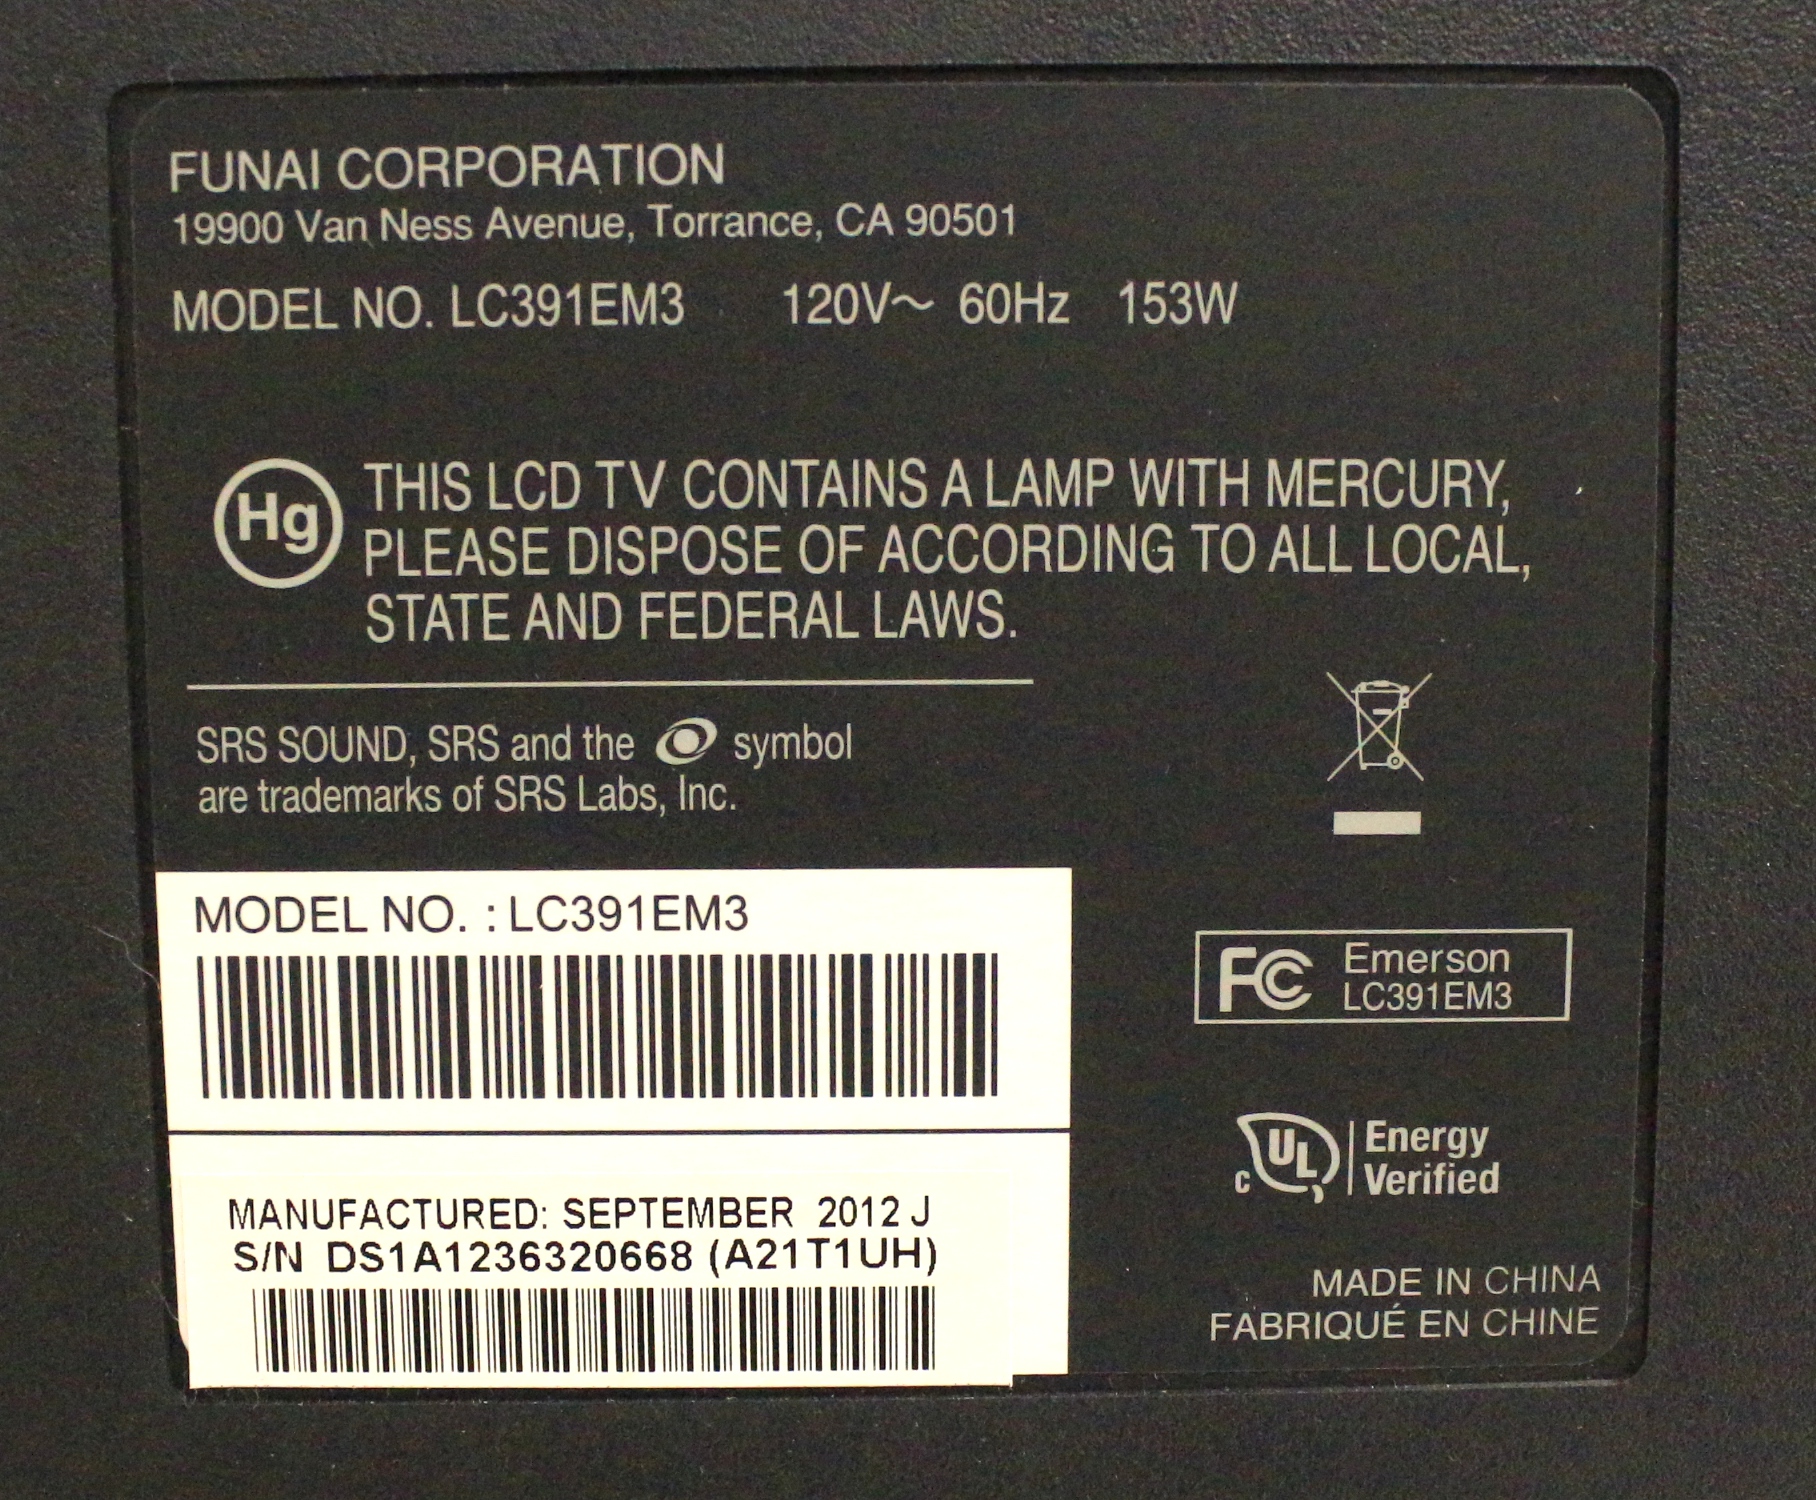 FUNAI CORPORATION
19900 Van Ness Avenue, Torrance, CA 90501
MODEL NO. LC391EM3 120V~ 60Hz 153W
Hg
THIS LCD TV CONTAINS A LAMP WITH MERCURY,
PLEASE DISPOSE OF ACCORDING TO ALL LOCAL,
STATE AND FEDERAL LAWS.
SRS SOUND, SRS and the symbol
are trademarks of SRS Labs, Inc.
MODEL NO. : LC391EM3
MANUFACTURED: SEPTEMBER 2012 J
S/N DS1A1236320668 (A21T1UH)
FC Emerson
LC391EM3
c UL Energy
Verified
MADE IN CHINA
FABRIQUÉ EN CHINE